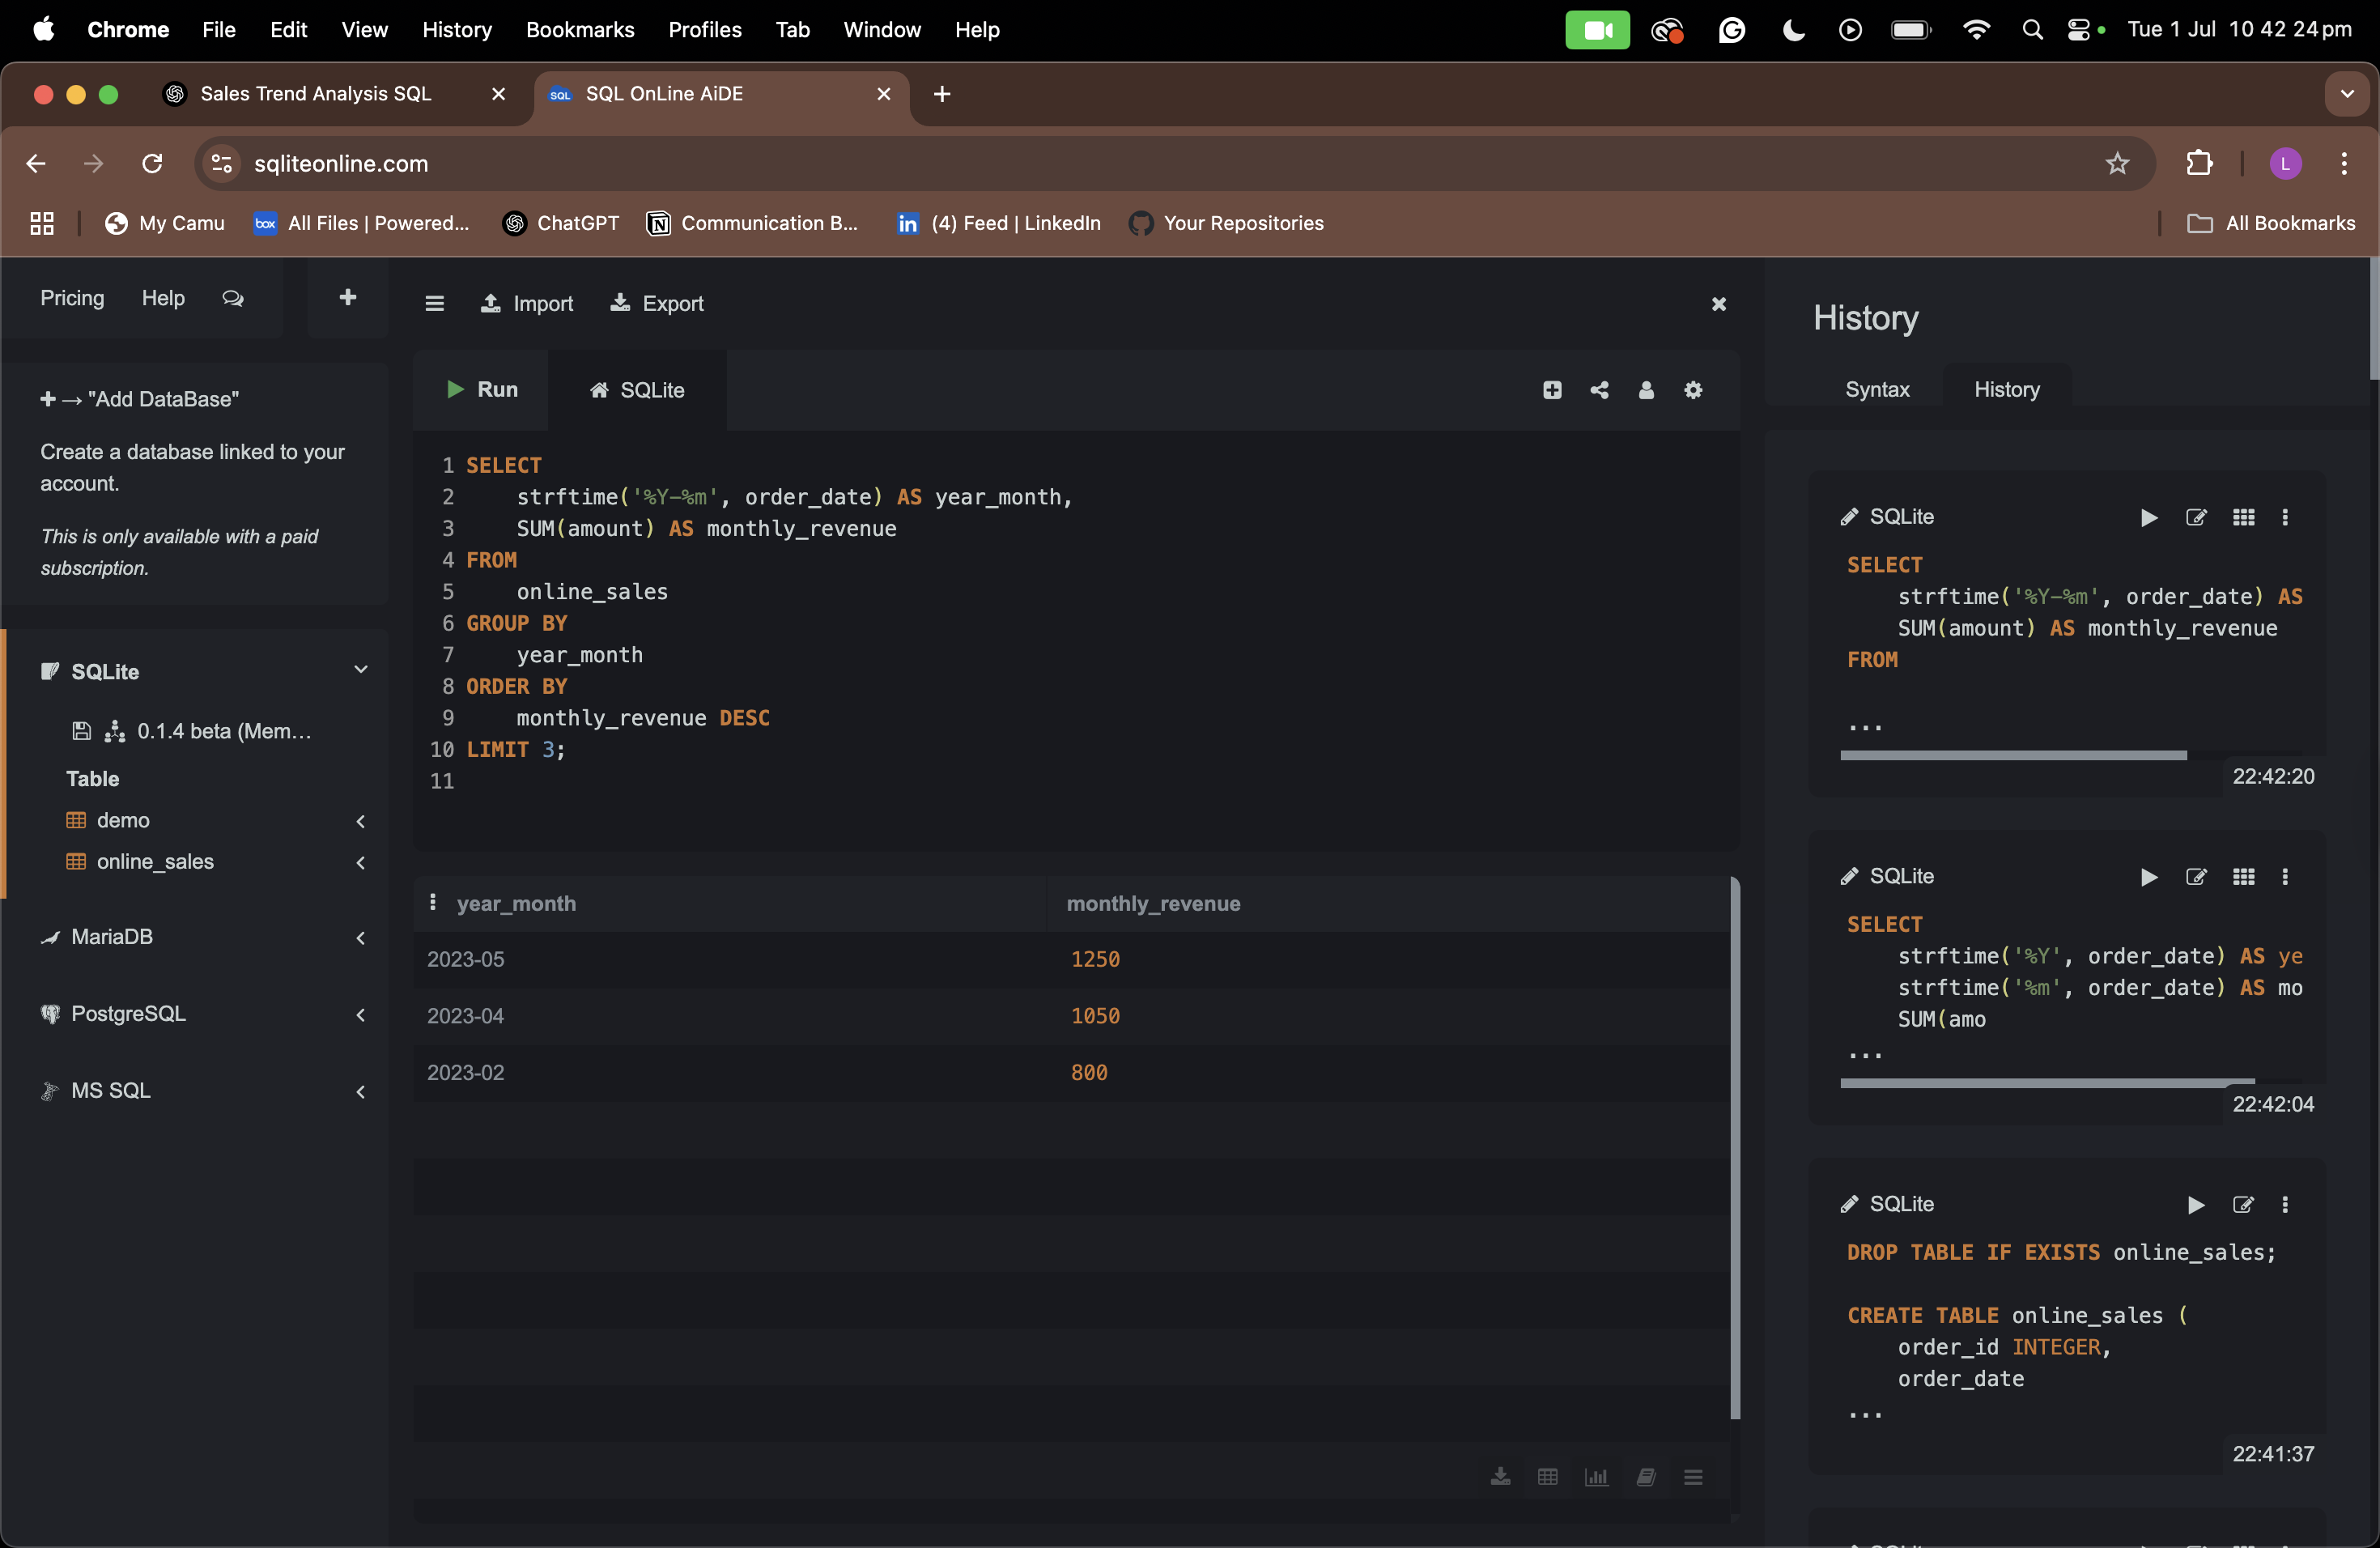 Chrome File Edit View History Bookmarks Profiles Tab Window Help Tue 1 Jul 10 42 24 pm
Sales Trend Analysis SQL
SQL OnLine AiDE
sqliteonline.com
L
My Camu
box All Files | Powered...
ChatGPT
Communication B...
in (4) Feed | LinkedIn
Your Repositories
All Bookmarks
Pricing Help
+ → "Add DataBase"
Create a database linked to your
account.
This is only available with a paid
subscription.
SQLite
0.1.4 beta (Mem...
Table
demo
online_sales
MariaDB
PostgreSQL
MS SQL
Import Export
Run SQLite
1 SELECT
2 strftime('%Y-%m', order_date) AS year_month,
3 SUM(amount) AS monthly_revenue
4 FROM
5 online_sales
6 GROUP BY
7 year_month
8 ORDER BY
9 monthly_revenue DESC
10 LIMIT 3;
11
year_month monthly_revenue
2023-05 1250
2023-04 1050
2023-02 800
History
Syntax History
SQLite
SELECT
strftime('%Y-%m', order_date) AS
SUM(amount) AS monthly_revenue
FROM
...
22:42:20
SQLite
SELECT
strftime('%Y', order_date) AS ye
strftime('%m', order_date) AS mo
SUM(amo
...
22:42:04
SQLite
DROP TABLE IF EXISTS online_sales;
CREATE TABLE online_sales (
order_id INTEGER,
order_date
...
22:41:37